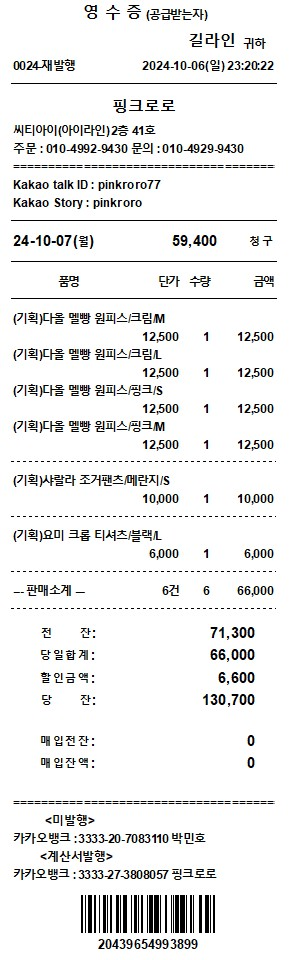 영 수 증 (공급받는자)
킬라인 귀하
0024-재발행 2024-10-06(일) 23:20:22
핑크로로
씨티아이(아이라인) 2층 41호
주문 : 010-4992-9430 문의 : 010-4929-9430
Kakao talk ID : pinkroro77
Kakao Story : pinkroro
24-10-07(월) 59,400 청구
품명 단가 수량 금액
(기획)다올 멜빵 원피스/크림/M
12,500 1 12,500
(기획)다올 멜빵 원피스/크림/L
12,500 1 12,500
(기획)다올 멜빵 원피스/핑크/S
12,500 1 12,500
(기획)다올 멜빵 원피스/핑크/M
12,500 1 12,500
(기획)샤랄라 조거팬츠/메란지/S
10,000 1 10,000
(기획)요미 크롭 티셔츠/블랙/L
6,000 1 6,000
--- 판매소계 --- 6건 6 66,000
전 잔: 71,300
당일합계: 66,000
할인금액: 6,600
당 잔: 130,700
매입전잔: 0
매입잔액: 0
<미발행>
카카오뱅크 : 3333-20-7083110 박민호
<계산서발행>
카카오뱅크 : 3333-27-3808057 핑크로로
20439654993899